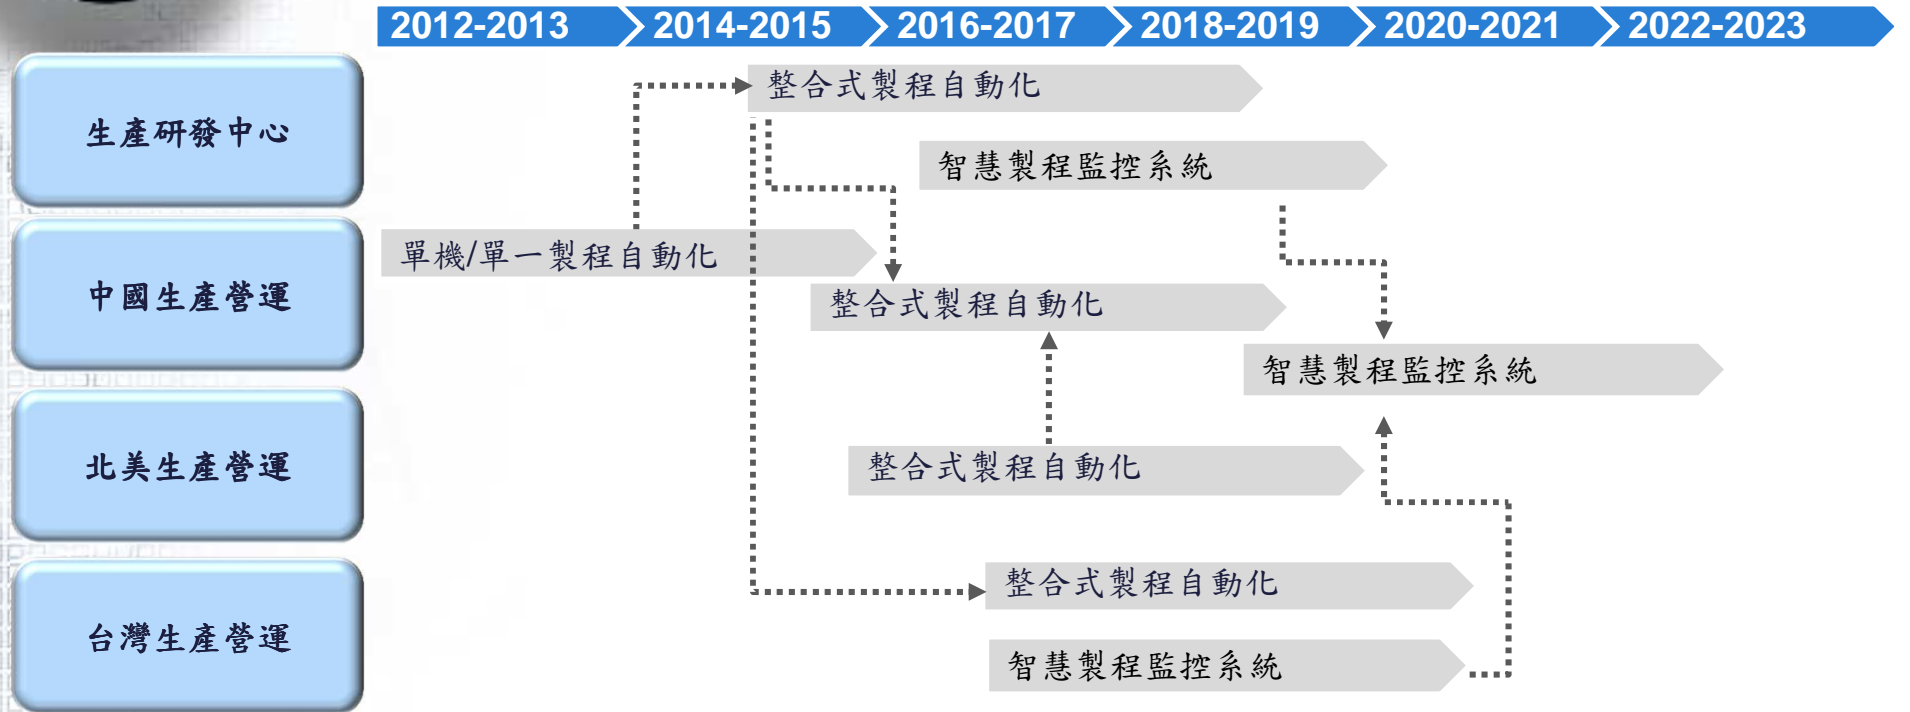 2012-2013 2014-2015 2016-2017 2018-2019 2020-2021 2022-2023
整合式製程自動化
生產研發中心
智慧製程監控系統
單機/單一製程自動化
中國生產營運
整合式製程自動化
智慧製程監控系統
北美生產營運
整合式製程自動化
整合式製程自動化
台灣生產營運
智慧製程監控系統